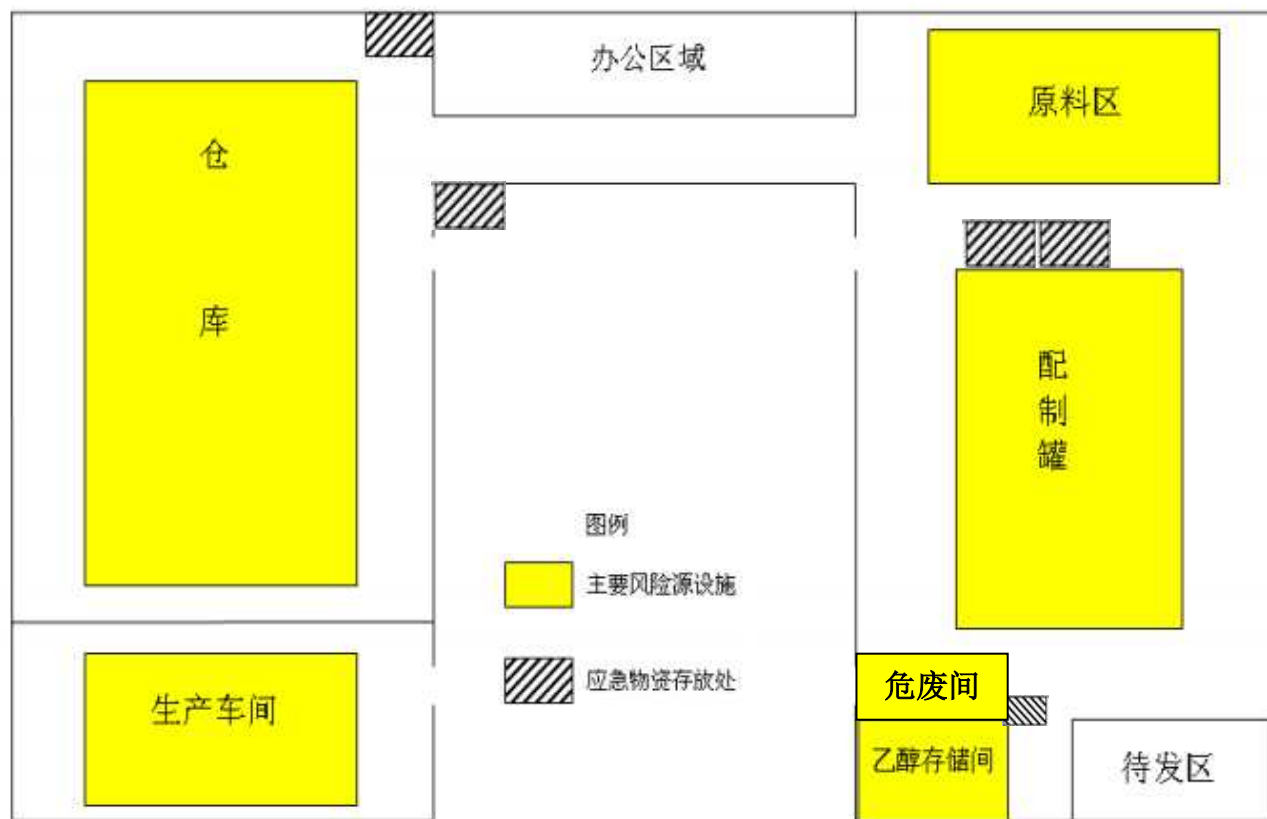 办公区域
原料区
仓
库
配
制
罐
图例
主要风险源设施
应急物资存放处
生产车间
危废间
乙醇存储间
待发区